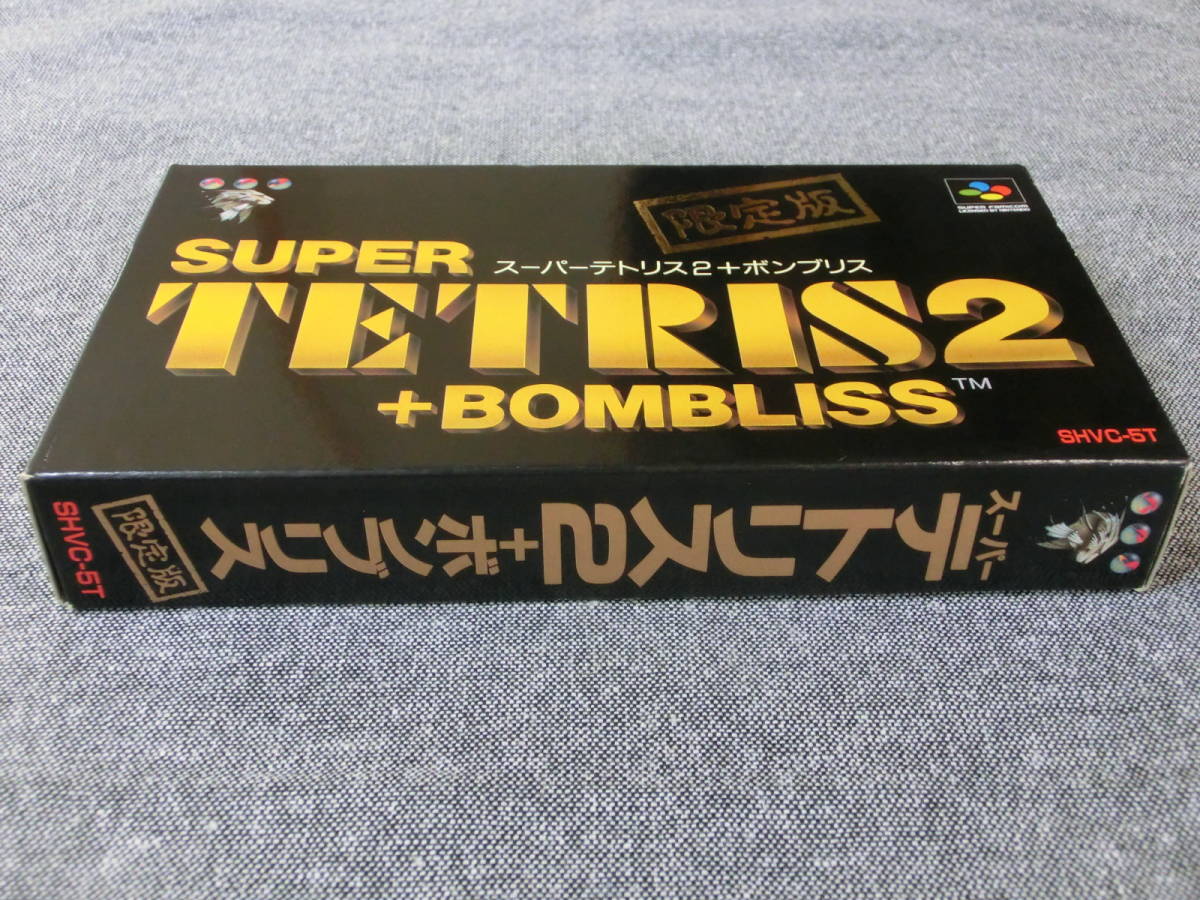 限定版
SUPER FAMICOM
LICENSED BY NINTENDO
SUPER
スーパーテトリス2+ボンブリス
TETRIS2
+BOMBLISS™
SHVC-5T
スーパー
テトリス2+ボンブリス
限定版
SHVC-5T